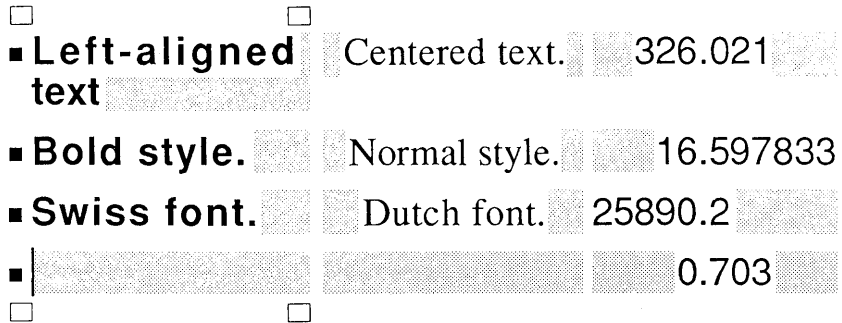 ▪ Left-aligned text Centered text. 326.021
▪ Bold style. Normal style. 16.597833
▪ Swiss font. Dutch font. 25890.2
▪ 0.703